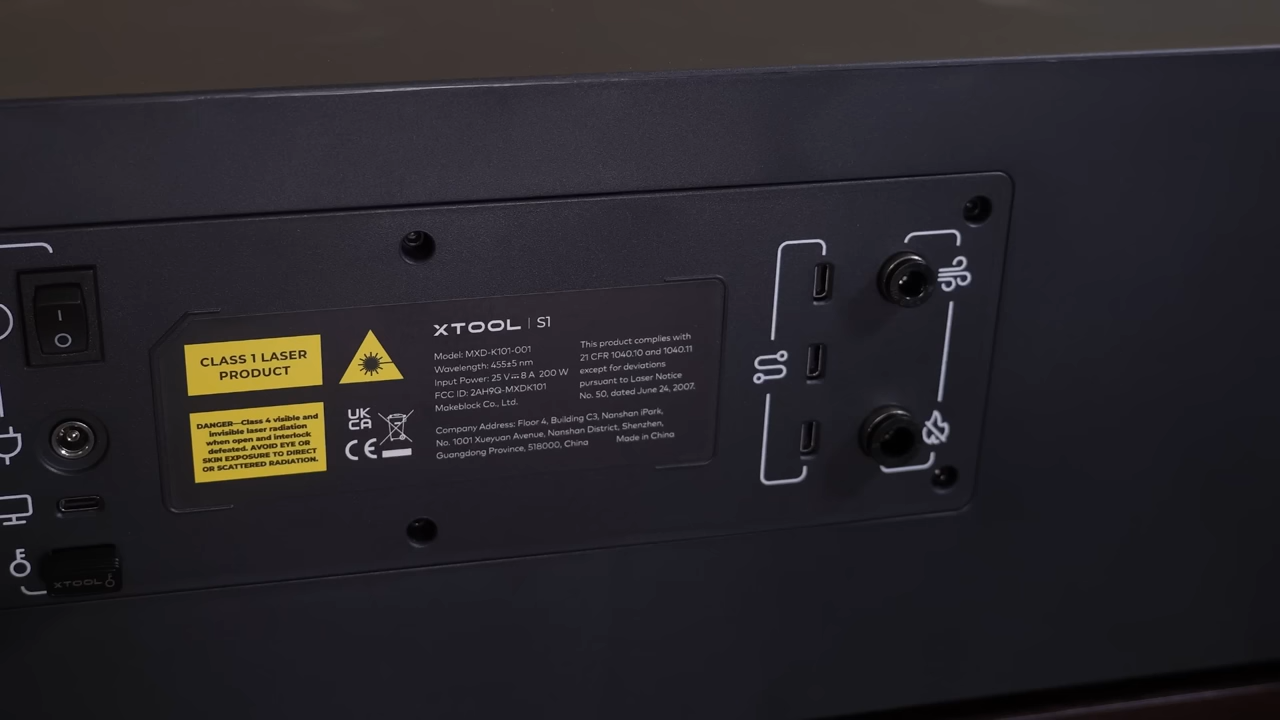 CLASS 1 LASER
PRODUCT
DANGER—Class 4 visible and
invisible laser radiation
when open and interlock
defeated. AVOID EYE OR
SKIN EXPOSURE TO DIRECT
OR SCATTERED RADIATION.
UK
CA
CE
XTOOL | S1
Model: MXD-K101-001
Wavelength: 455±5 nm
Input Power: 25 V⎓8 A 200 W
FCC ID: 2AH9Q-MXDK101
Makeblock Co., Ltd.
This product complies with
21 CFR 1040.10 and 1040.11
except for deviations
pursuant to Laser Notice
No. 50, dated June 24, 2007.
Company Address: Floor 4, Building C3, Nanshan iPark,
No. 1001 Xueyuan Avenue, Nanshan District, Shenzhen,
Guangdong Province, 518000, China
Made in China
XTOOL